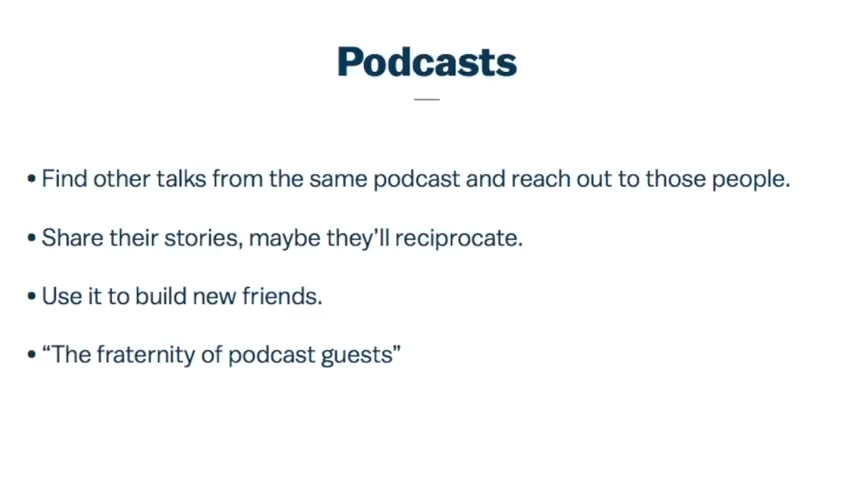 Podcasts
• Find other talks from the same podcast and reach out to those people.
• Share their stories, maybe they’ll reciprocate.
• Use it to build new friends.
• “The fraternity of podcast guests”